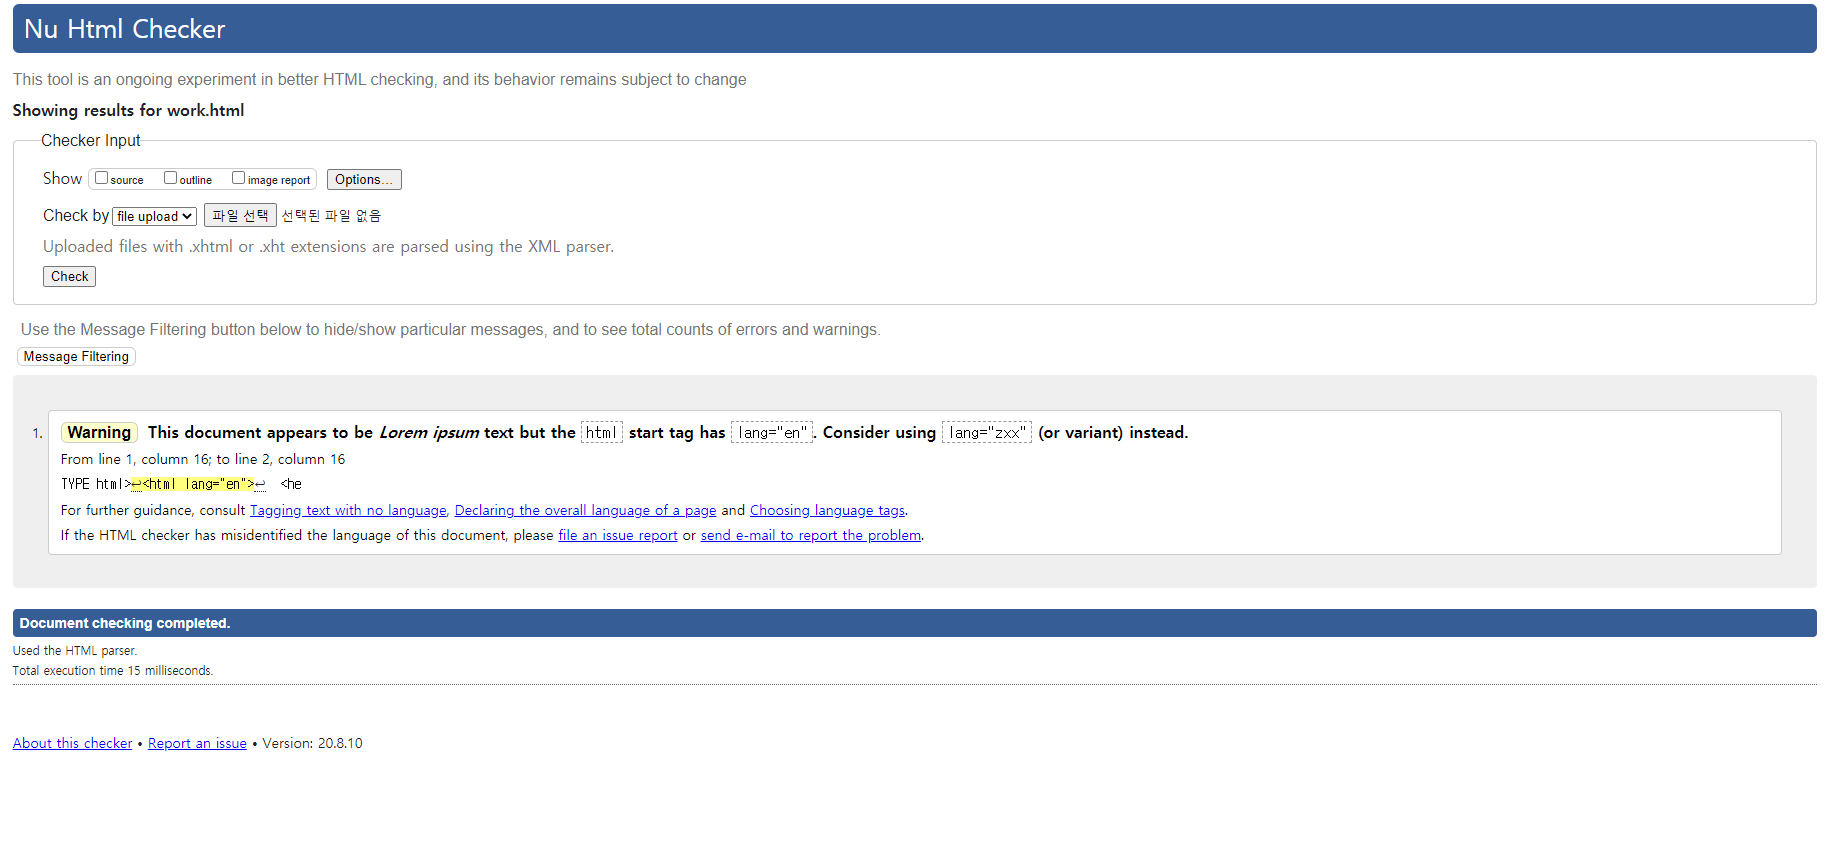 Nu Html Checker
This tool is an ongoing experiment in better HTML checking, and its behavior remains subject to change
Showing results for work.html
Checker Input
Show source outline image report Options...
Check by file upload 파일 선택 선택된 파일 없음
Uploaded files with .xhtml or .xht extensions are parsed using the XML parser.
Check
Use the Message Filtering button below to hide/show particular messages, and to see total counts of errors and warnings.
Message Filtering
1. Warning This document appears to be Lorem ipsum text but the html start tag has lang="en". Consider using lang="zxx" (or variant) instead.
From line 1, column 16; to line 2, column 16
TYPE html>↩<html lang="en">↩ <he
For further guidance, consult Tagging text with no language, Declaring the overall language of a page and Choosing language tags.
If the HTML checker has misidentified the language of this document, please file an issue report or send e-mail to report the problem.
Document checking completed.
Used the HTML parser.
Total execution time 15 milliseconds.
About this checker • Report an issue • Version: 20.8.10